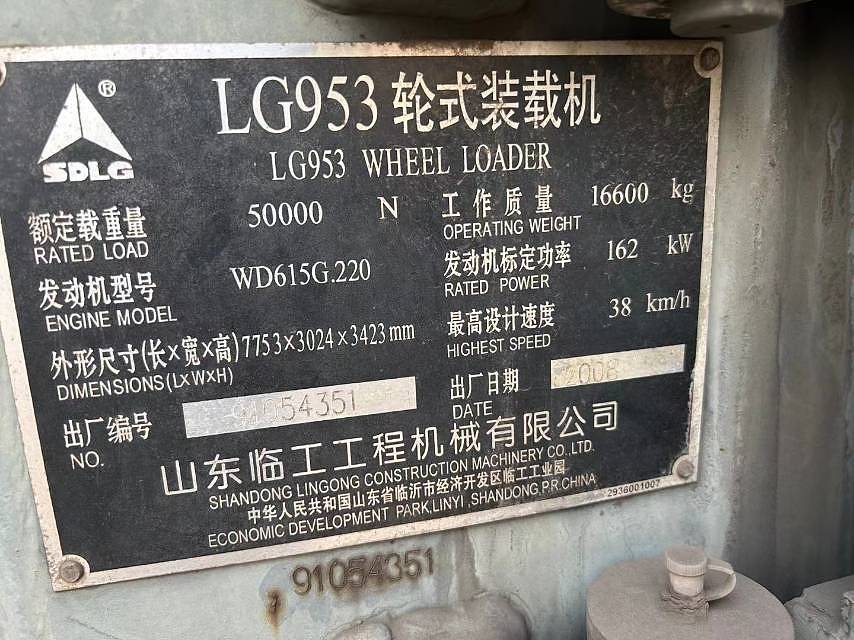 ®
SDLG
LG953 轮式装载机
LG953 WHEEL LOADER
额定载重量 50000 N
RATED LOAD
工作质量 16600 kg
OPERATING WEIGHT
发动机型号 WD615G.220
ENGINE MODEL
发动机标定功率 162 kW
RATED POWER
外形尺寸(长×宽×高) 7753×3024×3423mm
DIMENSIONS(L×W×H)
最高设计速度 38 km/h
HIGHEST SPEED
出厂编号 91054351
NO.
出厂日期 2008
DATE
山东临工工程机械有限公司
SHANDONG LINGONG CONSTRUCTION MACHINERY CO.,LTD.
中华人民共和国山东省临沂市经济开发区临工工业园
ECONOMIC DEVELOPMENT PARK,LINYI,SHANDONG,P.R.CHINA
2936001007
91054351